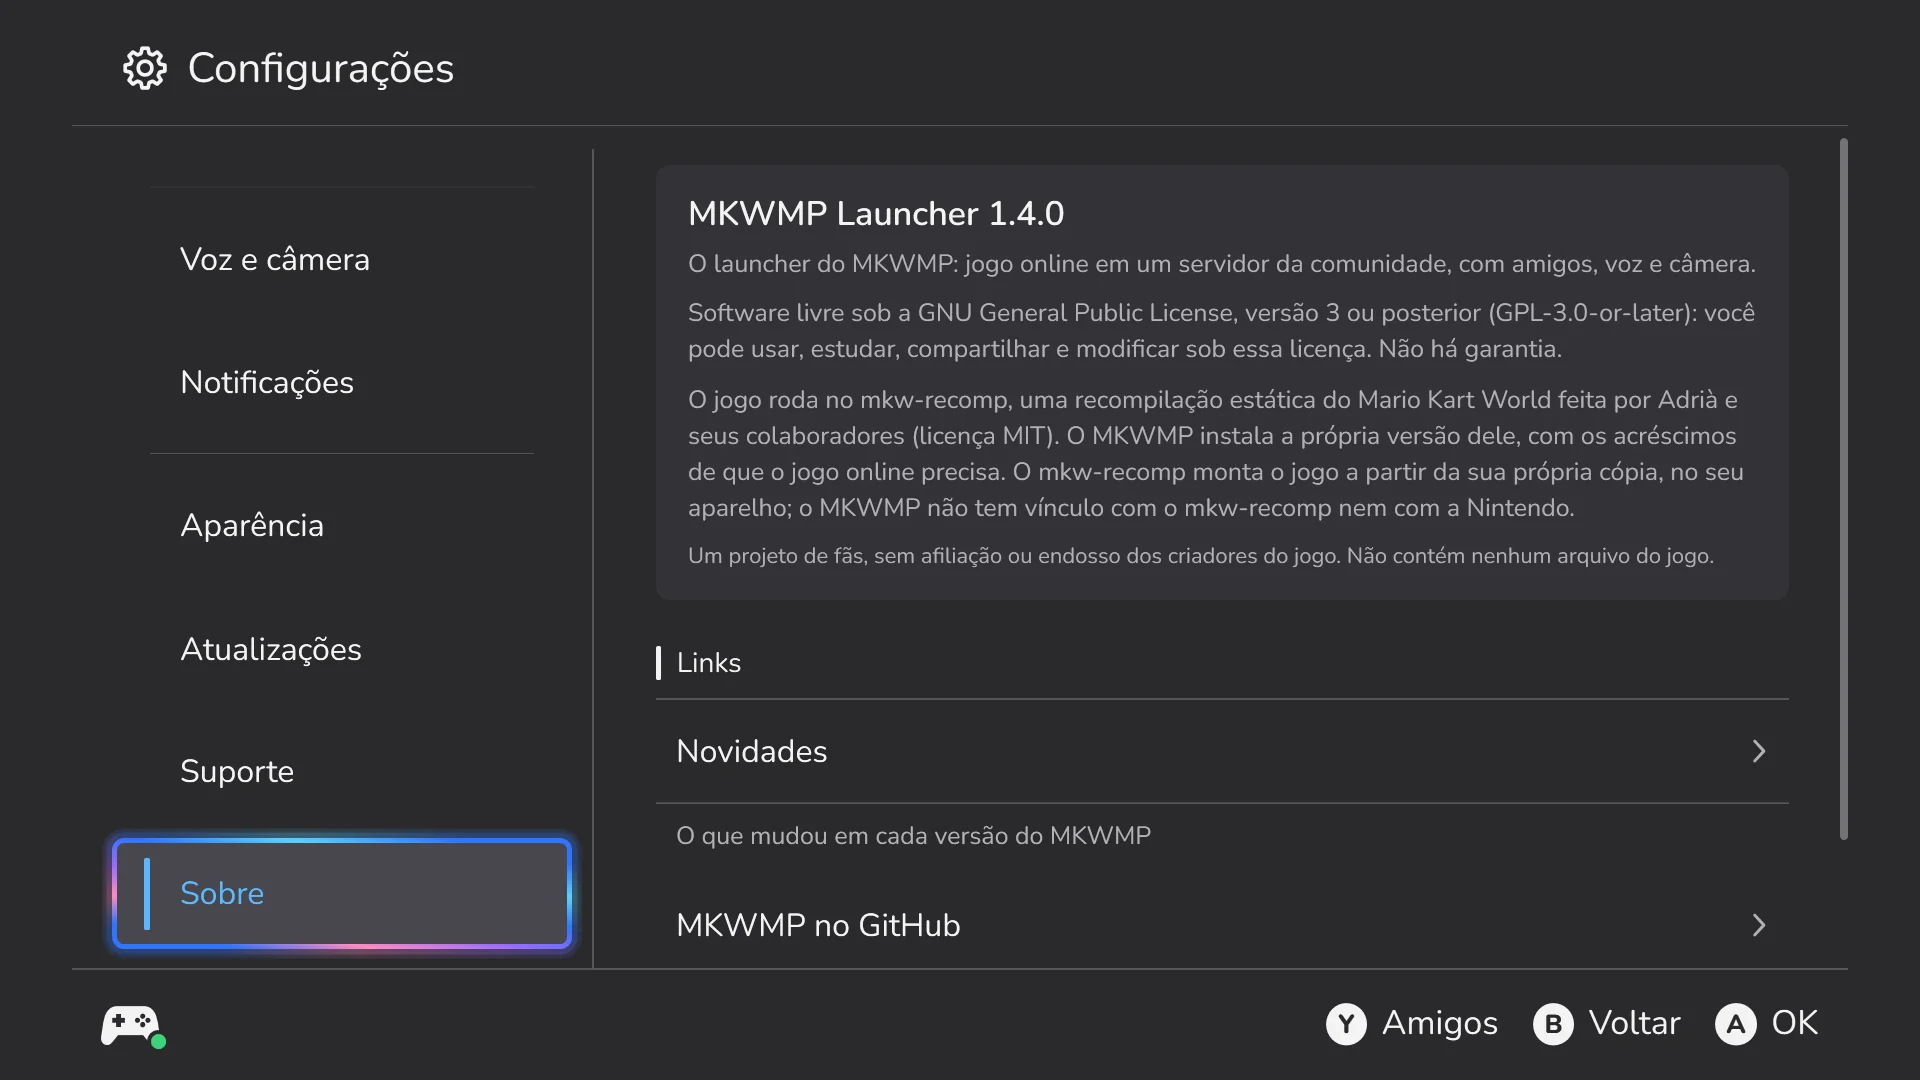 Configurações
Voz e câmera
Notificações
Aparência
Atualizações
Suporte
Sobre
MKWMP Launcher 1.4.0
O launcher do MKWMP: jogo online em um servidor da comunidade, com amigos, voz e câmera.
Software livre sob a GNU General Public License, versão 3 ou posterior (GPL-3.0-or-later): você
pode usar, estudar, compartilhar e modificar sob essa licença. Não há garantia.
O jogo roda no mkw-recomp, uma recompilação estática do Mario Kart World feita por Adrià e
seus colaboradores (licença MIT). O MKWMP instala a própria versão dele, com os acréscimos
de que o jogo online precisa. O mkw-recomp monta o jogo a partir da sua própria cópia, no seu
aparelho; o MKWMP não tem vínculo com o mkw-recomp nem com a Nintendo.
Um projeto de fãs, sem afiliação ou endosso dos criadores do jogo. Não contém nenhum arquivo do jogo.
Links
Novidades
O que mudou em cada versão do MKWMP
MKWMP no GitHub
Y Amigos B Voltar A OK